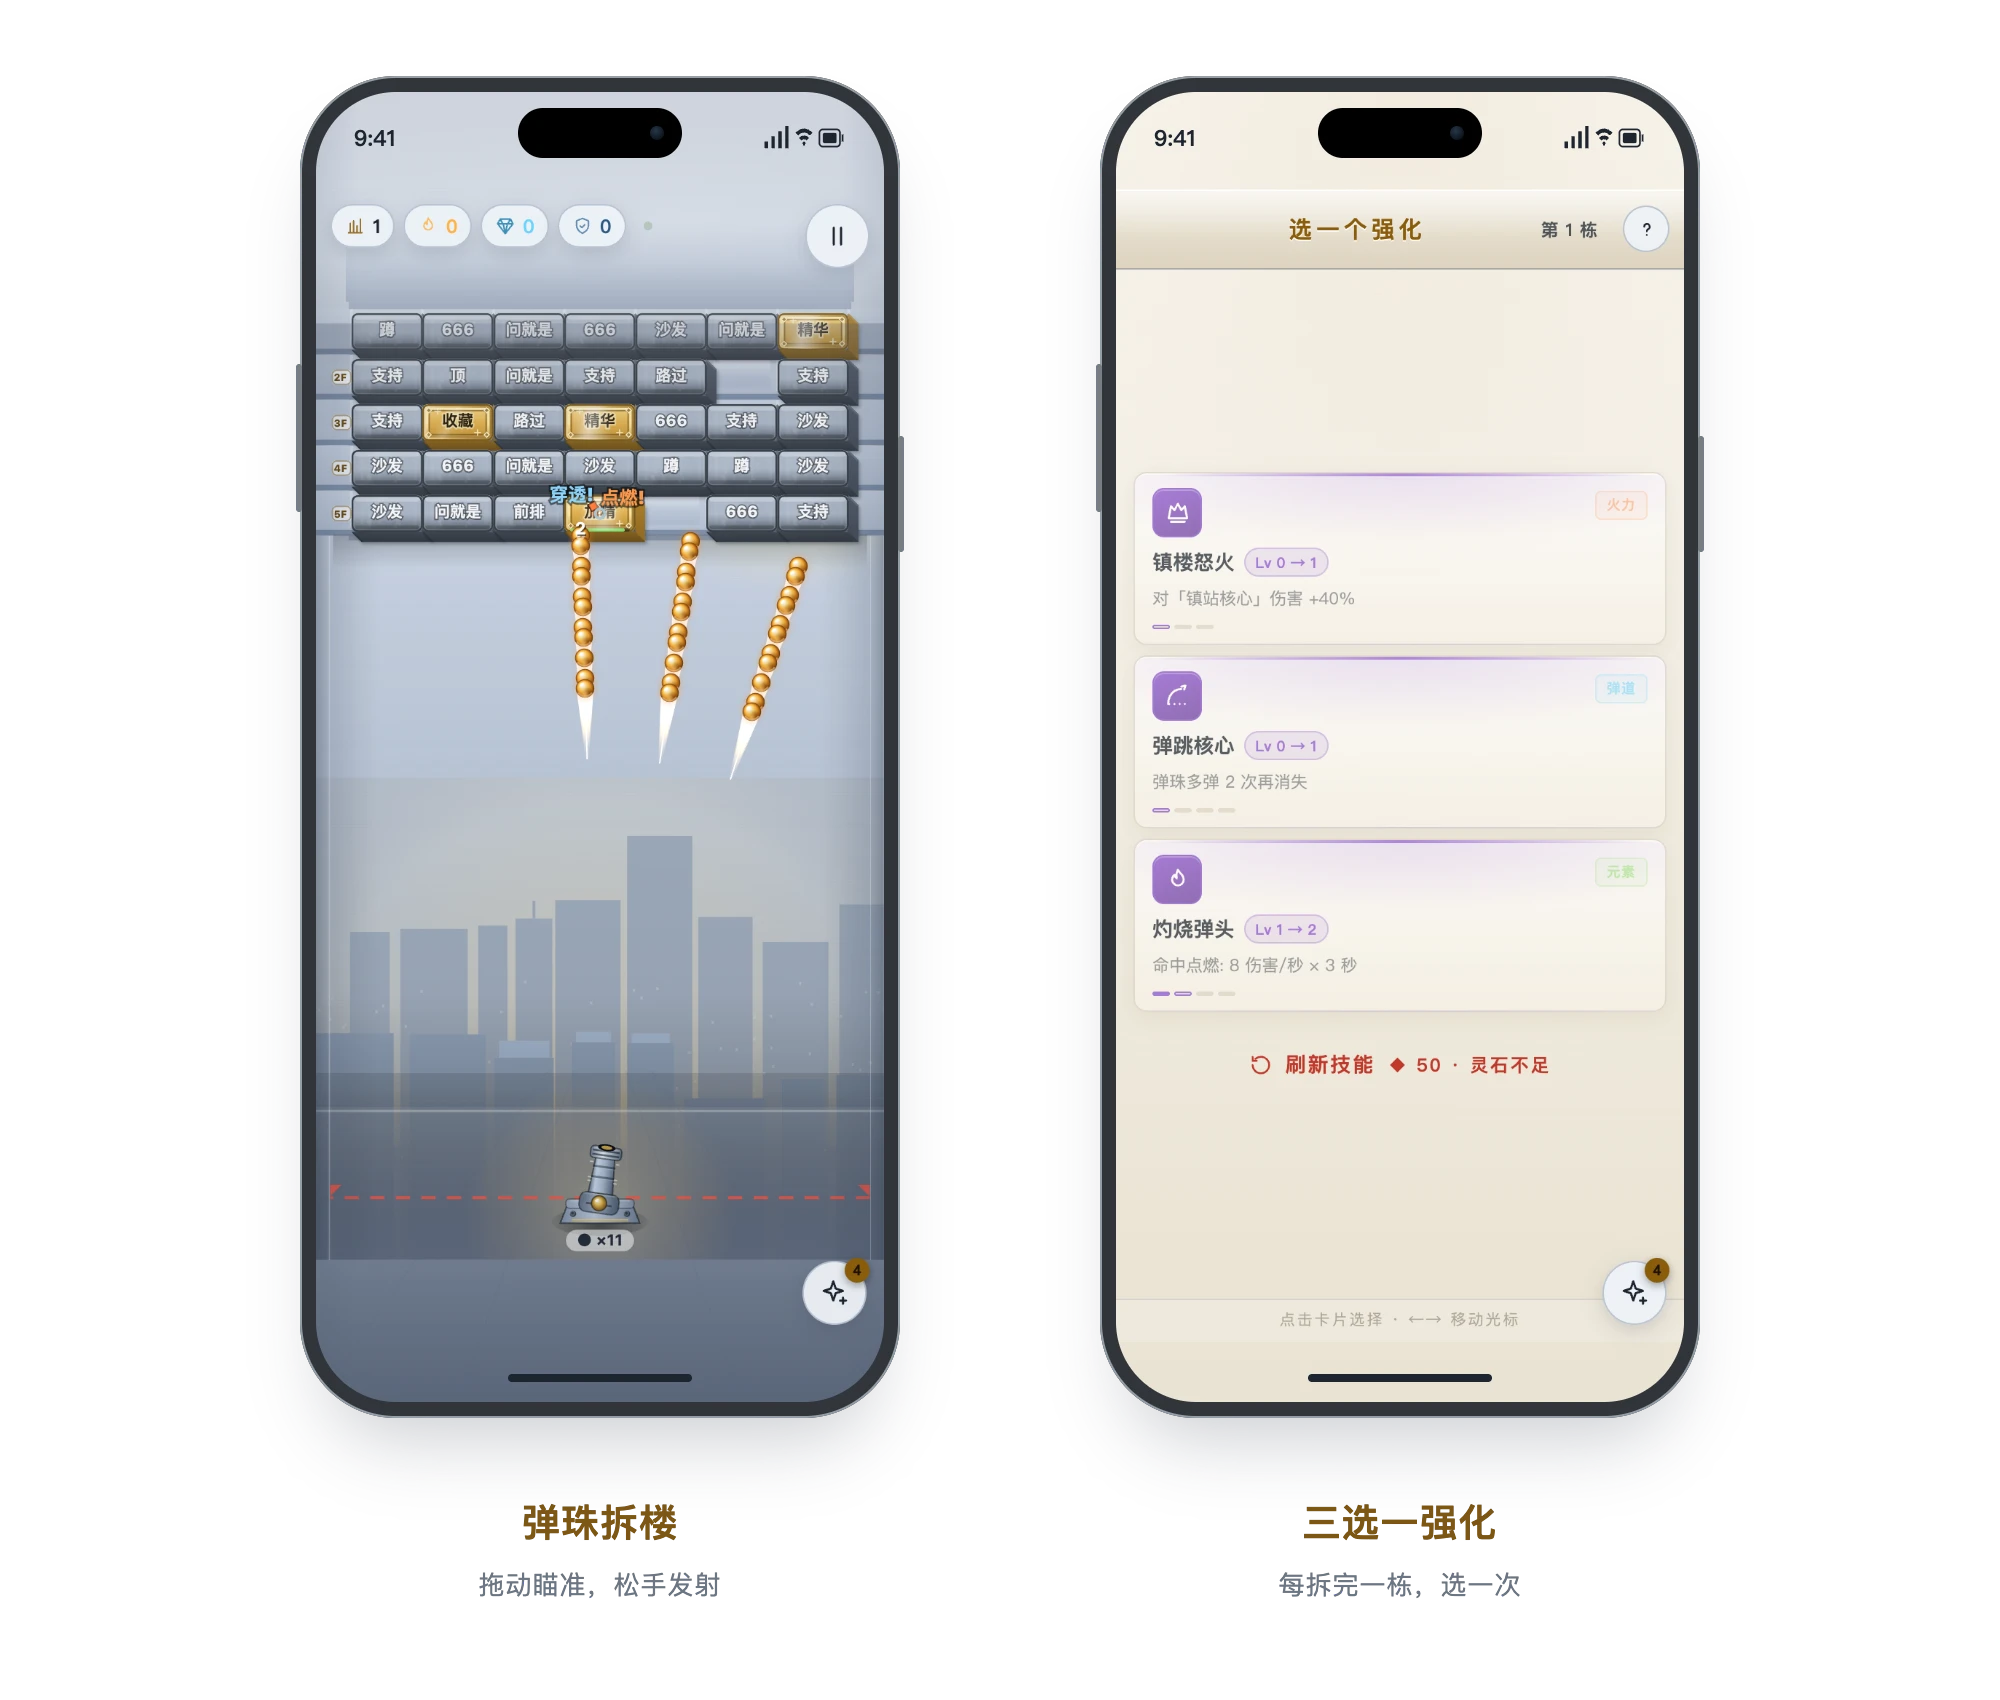 9:41
1 0 0 0
蹲 666 问就是 666 沙发 问就是 精华
2F 支持 顶 问就是 支持 路过 支持
3F 支持 收藏 路过 精华 666 支持 沙发
4F 沙发 666 问就是 沙发 蹲 蹲 沙发
穿透! 点燃!
5F 沙发 问就是 前排 666 支持
2
×11
4
弹珠拆楼
拖动瞄准，松手发射
9:41
选一个强化 第 1 栋 ?
火力
镇楼怒火 Lv 0 → 1
对「镇站核心」伤害 +40%
弹道
弹跳核心 Lv 0 → 1
弹珠多弹 2 次再消失
元素
灼烧弹头 Lv 1 → 2
命中点燃: 8 伤害/秒 × 3 秒
刷新技能 ◆ 50 · 灵石不足
4
点击卡片选择 · ←→ 移动光标
三选一强化
每拆完一栋，选一次